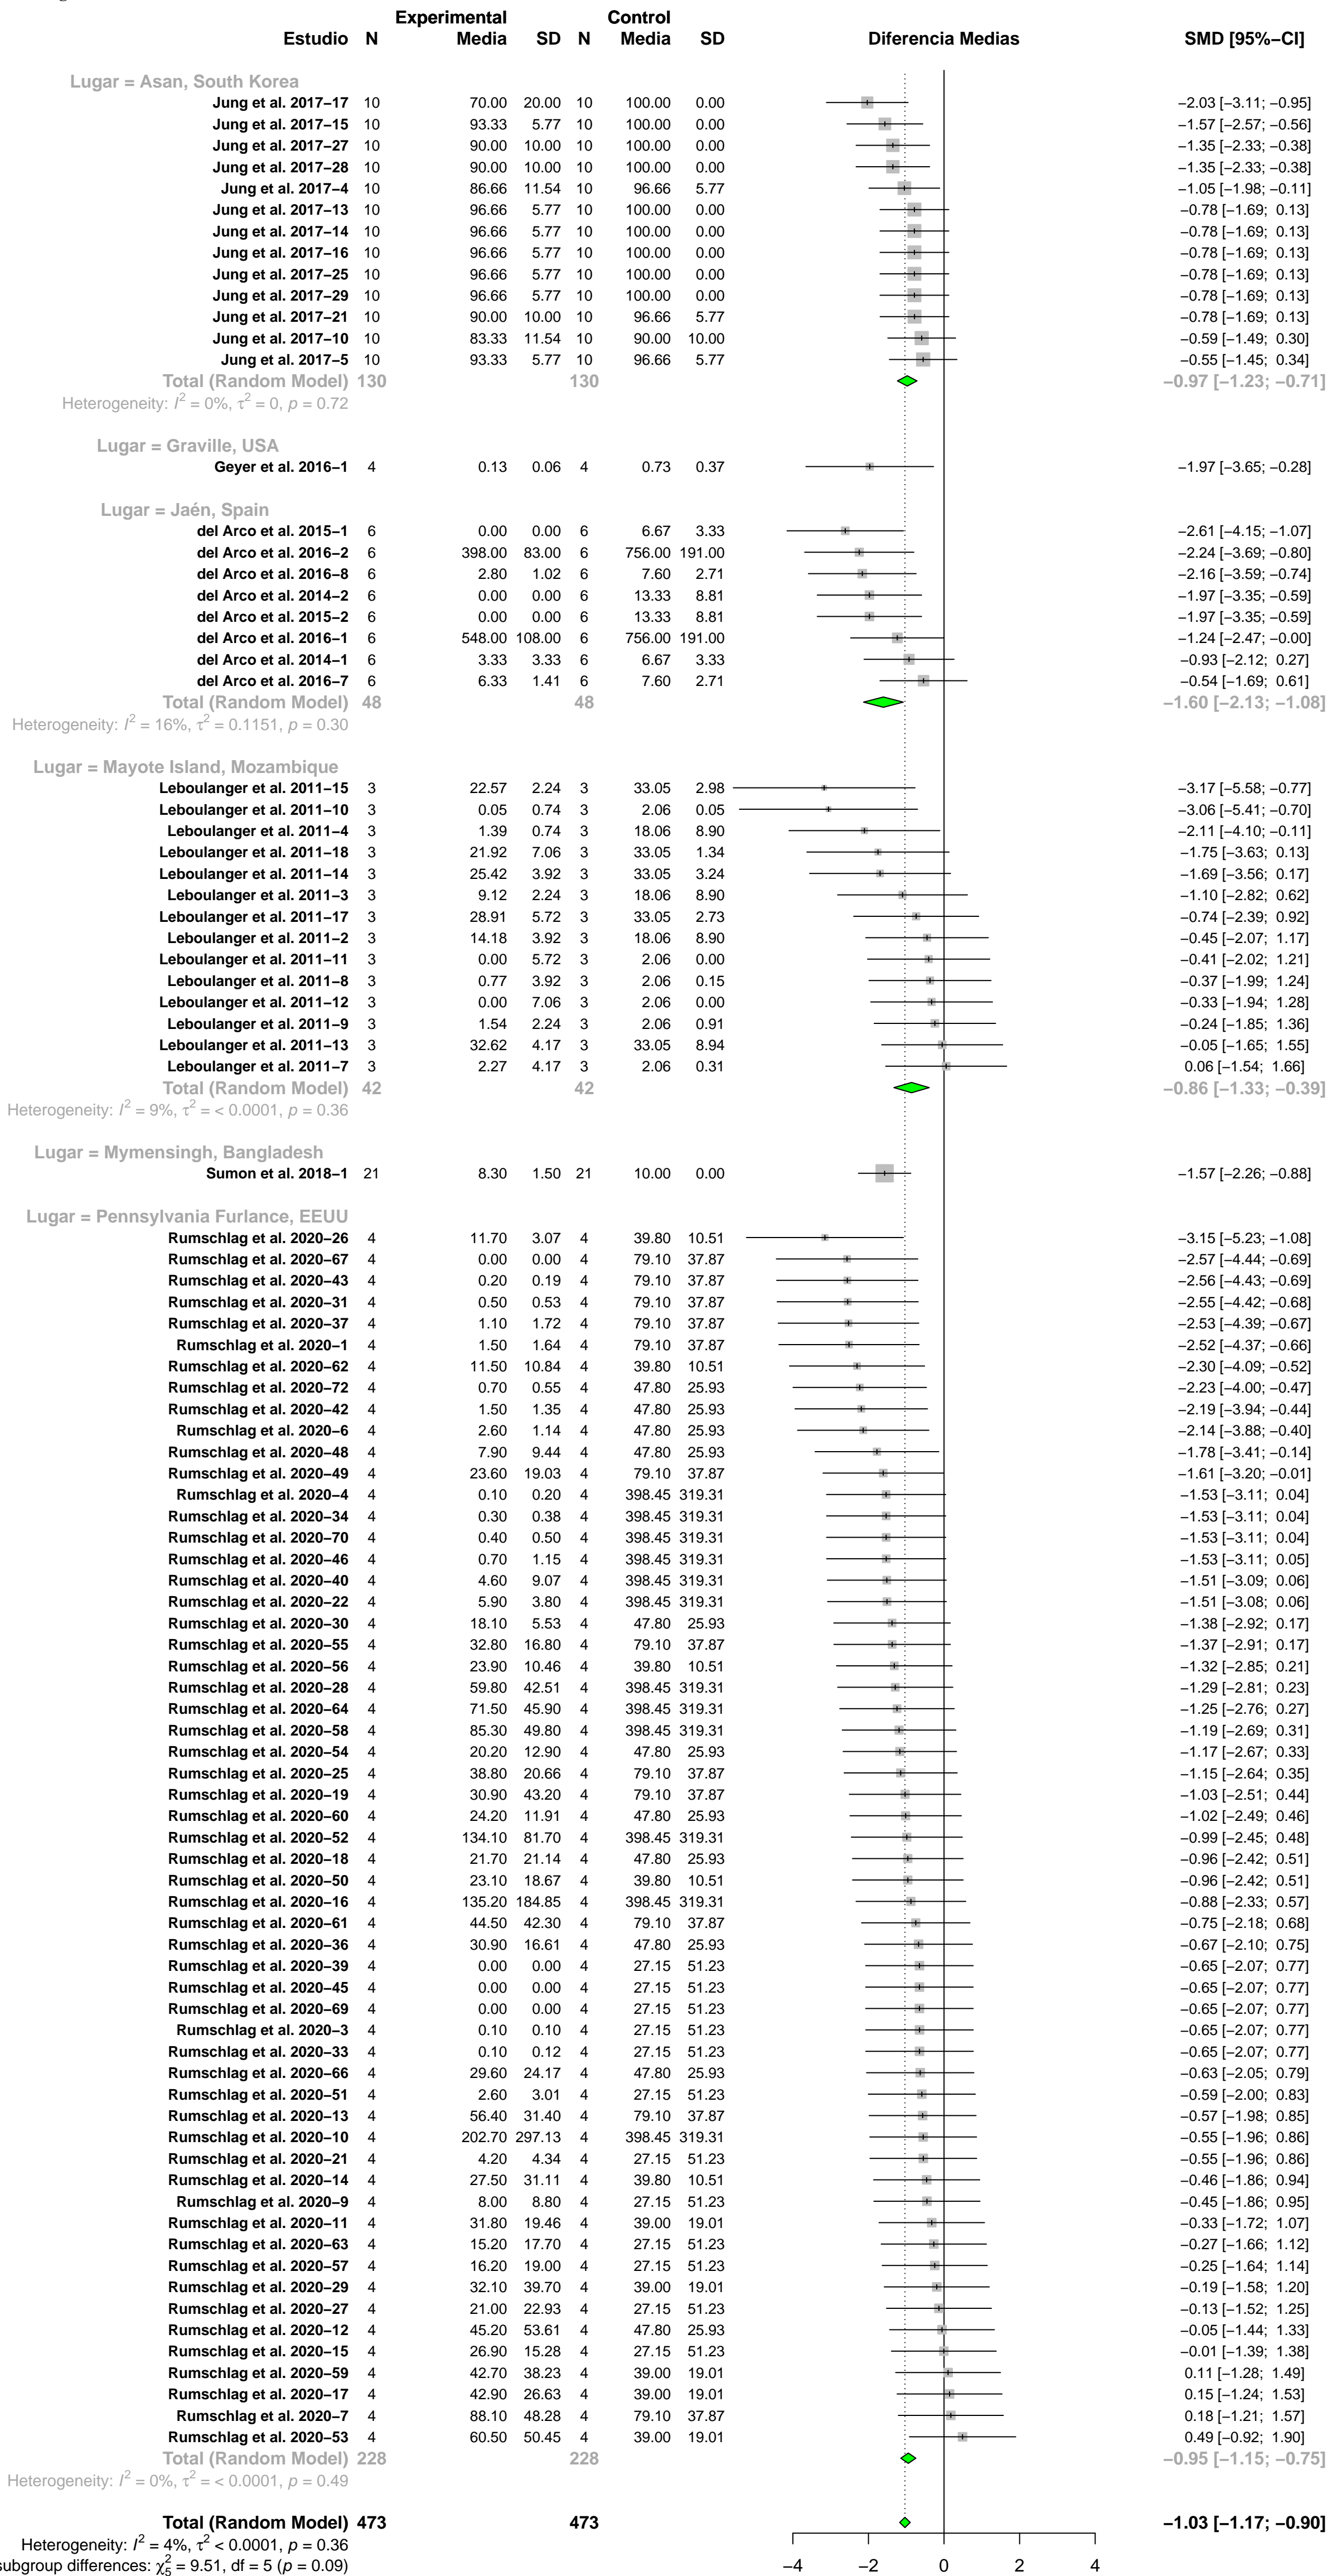 Experimental Control
Estudio N Media SD N Media SD Diferencia Medias SMD [95%−CI]
Lugar = Asan, South Korea
Jung et al. 2017−17 10 70.00 20.00 10 100.00 0.00 −2.03 [−3.11; −0.95]
Jung et al. 2017−15 10 93.33 5.77 10 100.00 0.00 −1.57 [−2.57; −0.56]
Jung et al. 2017−27 10 90.00 10.00 10 100.00 0.00 −1.35 [−2.33; −0.38]
Jung et al. 2017−28 10 90.00 10.00 10 100.00 0.00 −1.35 [−2.33; −0.38]
Jung et al. 2017−4 10 86.66 11.54 10 96.66 5.77 −1.05 [−1.98; −0.11]
Jung et al. 2017−13 10 96.66 5.77 10 100.00 0.00 −0.78 [−1.69; 0.13]
Jung et al. 2017−14 10 96.66 5.77 10 100.00 0.00 −0.78 [−1.69; 0.13]
Jung et al. 2017−16 10 96.66 5.77 10 100.00 0.00 −0.78 [−1.69; 0.13]
Jung et al. 2017−25 10 96.66 5.77 10 100.00 0.00 −0.78 [−1.69; 0.13]
Jung et al. 2017−29 10 96.66 5.77 10 100.00 0.00 −0.78 [−1.69; 0.13]
Jung et al. 2017−21 10 90.00 10.00 10 96.66 5.77 −0.78 [−1.69; 0.13]
Jung et al. 2017−10 10 83.33 11.54 10 90.00 10.00 −0.59 [−1.49; 0.30]
Jung et al. 2017−5 10 93.33 5.77 10 96.66 5.77 −0.55 [−1.45; 0.34]
Total (Random Model) 130 130 −0.97 [−1.23; −0.71]
Heterogeneity: I² = 0%, τ² = 0, p = 0.72
Lugar = Graville, USA
Geyer et al. 2016−1 4 0.13 0.06 4 0.73 0.37 −1.97 [−3.65; −0.28]
Lugar = Jaén, Spain
del Arco et al. 2015−1 6 0.00 0.00 6 6.67 3.33 −2.61 [−4.15; −1.07]
del Arco et al. 2016−2 6 398.00 83.00 6 756.00 191.00 −2.24 [−3.69; −0.80]
del Arco et al. 2016−8 6 2.80 1.02 6 7.60 2.71 −2.16 [−3.59; −0.74]
del Arco et al. 2014−2 6 0.00 0.00 6 13.33 8.81 −1.97 [−3.35; −0.59]
del Arco et al. 2015−2 6 0.00 0.00 6 13.33 8.81 −1.97 [−3.35; −0.59]
del Arco et al. 2016−1 6 548.00 108.00 6 756.00 191.00 −1.24 [−2.47; −0.00]
del Arco et al. 2014−1 6 3.33 3.33 6 6.67 3.33 −0.93 [−2.12; 0.27]
del Arco et al. 2016−7 6 6.33 1.41 6 7.60 2.71 −0.54 [−1.69; 0.61]
Total (Random Model) 48 48 −1.60 [−2.13; −1.08]
Heterogeneity: I² = 16%, τ² = 0.1151, p = 0.30
Lugar = Mayote Island, Mozambique
Leboulanger et al. 2011−15 3 22.57 2.24 3 33.05 2.98 −3.17 [−5.58; −0.77]
Leboulanger et al. 2011−10 3 0.05 0.74 3 2.06 0.05 −3.06 [−5.41; −0.70]
Leboulanger et al. 2011−4 3 1.39 0.74 3 18.06 8.90 −2.11 [−4.10; −0.11]
Leboulanger et al. 2011−18 3 21.92 7.06 3 33.05 1.34 −1.75 [−3.63; 0.13]
Leboulanger et al. 2011−14 3 25.42 3.92 3 33.05 3.24 −1.69 [−3.56; 0.17]
Leboulanger et al. 2011−3 3 9.12 2.24 3 18.06 8.90 −1.10 [−2.82; 0.62]
Leboulanger et al. 2011−17 3 28.91 5.72 3 33.05 2.73 −0.74 [−2.39; 0.92]
Leboulanger et al. 2011−2 3 14.18 3.92 3 18.06 8.90 −0.45 [−2.07; 1.17]
Leboulanger et al. 2011−11 3 0.00 5.72 3 2.06 0.00 −0.41 [−2.02; 1.21]
Leboulanger et al. 2011−8 3 0.77 3.92 3 2.06 0.15 −0.37 [−1.99; 1.24]
Leboulanger et al. 2011−12 3 0.00 7.06 3 2.06 0.00 −0.33 [−1.94; 1.28]
Leboulanger et al. 2011−9 3 1.54 2.24 3 2.06 0.91 −0.24 [−1.85; 1.36]
Leboulanger et al. 2011−13 3 32.62 4.17 3 33.05 8.94 −0.05 [−1.65; 1.55]
Leboulanger et al. 2011−7 3 2.27 4.17 3 2.06 0.31 0.06 [−1.54; 1.66]
Total (Random Model) 42 42 −0.86 [−1.33; −0.39]
Heterogeneity: I² = 9%, τ² = < 0.0001, p = 0.36
Lugar = Mymensingh, Bangladesh
Sumon et al. 2018−1 21 8.30 1.50 21 10.00 0.00 −1.57 [−2.26; −0.88]
Lugar = Pennsylvania Furlance, EEUU
Rumschlag et al. 2020−26 4 11.70 3.07 4 39.80 10.51 −3.15 [−5.23; −1.08]
Rumschlag et al. 2020−67 4 0.00 0.00 4 79.10 37.87 −2.57 [−4.44; −0.69]
Rumschlag et al. 2020−43 4 0.20 0.19 4 79.10 37.87 −2.56 [−4.43; −0.69]
Rumschlag et al. 2020−31 4 0.50 0.53 4 79.10 37.87 −2.55 [−4.42; −0.68]
Rumschlag et al. 2020−37 4 1.10 1.72 4 79.10 37.87 −2.53 [−4.39; −0.67]
Rumschlag et al. 2020−1 4 1.50 1.64 4 79.10 37.87 −2.52 [−4.37; −0.66]
Rumschlag et al. 2020−62 4 11.50 10.84 4 39.80 10.51 −2.30 [−4.09; −0.52]
Rumschlag et al. 2020−72 4 0.70 0.55 4 47.80 25.93 −2.23 [−4.00; −0.47]
Rumschlag et al. 2020−42 4 1.50 1.35 4 47.80 25.93 −2.19 [−3.94; −0.44]
Rumschlag et al. 2020−6 4 2.60 1.14 4 47.80 25.93 −2.14 [−3.88; −0.40]
Rumschlag et al. 2020−48 4 7.90 9.44 4 47.80 25.93 −1.78 [−3.41; −0.14]
Rumschlag et al. 2020−49 4 23.60 19.03 4 79.10 37.87 −1.61 [−3.20; −0.01]
Rumschlag et al. 2020−4 4 0.10 0.20 4 398.45 319.31 −1.53 [−3.11; 0.04]
Rumschlag et al. 2020−34 4 0.30 0.38 4 398.45 319.31 −1.53 [−3.11; 0.04]
Rumschlag et al. 2020−70 4 0.40 0.50 4 398.45 319.31 −1.53 [−3.11; 0.04]
Rumschlag et al. 2020−46 4 0.70 1.15 4 398.45 319.31 −1.53 [−3.11; 0.05]
Rumschlag et al. 2020−40 4 4.60 9.07 4 398.45 319.31 −1.51 [−3.09; 0.06]
Rumschlag et al. 2020−22 4 5.90 3.80 4 398.45 319.31 −1.51 [−3.08; 0.06]
Rumschlag et al. 2020−30 4 18.10 5.53 4 47.80 25.93 −1.38 [−2.92; 0.17]
Rumschlag et al. 2020−55 4 32.80 16.80 4 79.10 37.87 −1.37 [−2.91; 0.17]
Rumschlag et al. 2020−56 4 23.90 10.46 4 39.80 10.51 −1.32 [−2.85; 0.21]
Rumschlag et al. 2020−28 4 59.80 42.51 4 398.45 319.31 −1.29 [−2.81; 0.23]
Rumschlag et al. 2020−64 4 71.50 45.90 4 398.45 319.31 −1.25 [−2.76; 0.27]
Rumschlag et al. 2020−58 4 85.30 49.80 4 398.45 319.31 −1.19 [−2.69; 0.31]
Rumschlag et al. 2020−54 4 20.20 12.90 4 47.80 25.93 −1.17 [−2.67; 0.33]
Rumschlag et al. 2020−25 4 38.80 20.66 4 79.10 37.87 −1.15 [−2.64; 0.35]
Rumschlag et al. 2020−19 4 30.90 43.20 4 79.10 37.87 −1.03 [−2.51; 0.44]
Rumschlag et al. 2020−60 4 24.20 11.91 4 47.80 25.93 −1.02 [−2.49; 0.46]
Rumschlag et al. 2020−52 4 134.10 81.70 4 398.45 319.31 −0.99 [−2.45; 0.48]
Rumschlag et al. 2020−18 4 21.70 21.14 4 47.80 25.93 −0.96 [−2.42; 0.51]
Rumschlag et al. 2020−50 4 23.10 18.67 4 39.80 10.51 −0.96 [−2.42; 0.51]
Rumschlag et al. 2020−16 4 135.20 184.85 4 398.45 319.31 −0.88 [−2.33; 0.57]
Rumschlag et al. 2020−61 4 44.50 42.30 4 79.10 37.87 −0.75 [−2.18; 0.68]
Rumschlag et al. 2020−36 4 30.90 16.61 4 47.80 25.93 −0.67 [−2.10; 0.75]
Rumschlag et al. 2020−39 4 0.00 0.00 4 27.15 51.23 −0.65 [−2.07; 0.77]
Rumschlag et al. 2020−45 4 0.00 0.00 4 27.15 51.23 −0.65 [−2.07; 0.77]
Rumschlag et al. 2020−69 4 0.00 0.00 4 27.15 51.23 −0.65 [−2.07; 0.77]
Rumschlag et al. 2020−3 4 0.10 0.10 4 27.15 51.23 −0.65 [−2.07; 0.77]
Rumschlag et al. 2020−33 4 0.10 0.12 4 27.15 51.23 −0.65 [−2.07; 0.77]
Rumschlag et al. 2020−66 4 29.60 24.17 4 47.80 25.93 −0.63 [−2.05; 0.79]
Rumschlag et al. 2020−51 4 2.60 3.01 4 27.15 51.23 −0.59 [−2.00; 0.83]
Rumschlag et al. 2020−13 4 56.40 31.40 4 79.10 37.87 −0.57 [−1.98; 0.85]
Rumschlag et al. 2020−10 4 202.70 297.13 4 398.45 319.31 −0.55 [−1.96; 0.86]
Rumschlag et al. 2020−21 4 4.20 4.34 4 27.15 51.23 −0.55 [−1.96; 0.86]
Rumschlag et al. 2020−14 4 27.50 31.11 4 39.80 10.51 −0.46 [−1.86; 0.94]
Rumschlag et al. 2020−9 4 8.00 8.80 4 27.15 51.23 −0.45 [−1.86; 0.95]
Rumschlag et al. 2020−11 4 31.80 19.46 4 39.00 19.01 −0.33 [−1.72; 1.07]
Rumschlag et al. 2020−63 4 15.20 17.70 4 27.15 51.23 −0.27 [−1.66; 1.12]
Rumschlag et al. 2020−57 4 16.20 19.00 4 27.15 51.23 −0.25 [−1.64; 1.14]
Rumschlag et al. 2020−29 4 32.10 39.70 4 39.00 19.01 −0.19 [−1.58; 1.20]
Rumschlag et al. 2020−27 4 21.00 22.93 4 27.15 51.23 −0.13 [−1.52; 1.25]
Rumschlag et al. 2020−12 4 45.20 53.61 4 47.80 25.93 −0.05 [−1.44; 1.33]
Rumschlag et al. 2020−15 4 26.90 15.28 4 27.15 51.23 −0.01 [−1.39; 1.38]
Rumschlag et al. 2020−59 4 42.70 38.23 4 39.00 19.01 0.11 [−1.28; 1.49]
Rumschlag et al. 2020−17 4 42.90 26.63 4 39.00 19.01 0.15 [−1.24; 1.53]
Rumschlag et al. 2020−7 4 88.10 48.28 4 79.10 37.87 0.18 [−1.21; 1.57]
Rumschlag et al. 2020−53 4 60.50 50.45 4 39.00 19.01 0.49 [−0.92; 1.90]
Total (Random Model) 228 228 −0.95 [−1.15; −0.75]
Heterogeneity: I² = 0%, τ² = < 0.0001, p = 0.49
Total (Random Model) 473 473 −1.03 [−1.17; −0.90]
Heterogeneity: I² = 4%, τ² < 0.0001, p = 0.36
subgroup differences: χ²₅ = 9.51, df = 5 (p = 0.09)
−4 −2 0 2 4